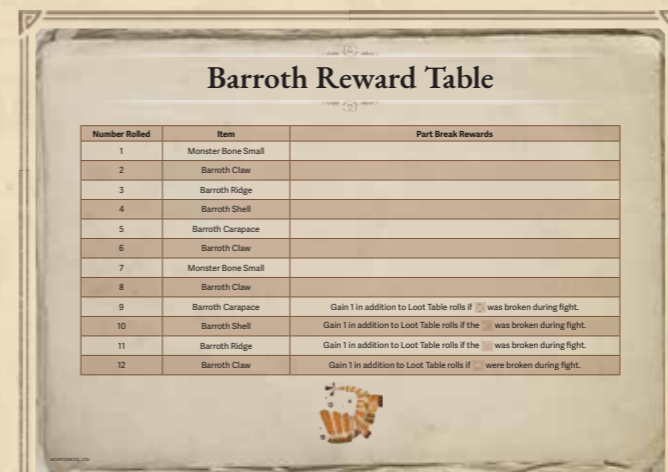 Barroth Reward Table
Number Rolled Item Part Break Rewards
1 Monster Bone Small
2 Barroth Claw
3 Barroth Ridge
4 Barroth Shell
5 Barroth Carapace
6 Barroth Claw
7 Monster Bone Small
8 Barroth Claw
9 Barroth Carapace Gain 1 in addition to Loot Table rolls if was broken during fight.
10 Barroth Shell Gain 1 in addition to Loot Table rolls if the was broken during fight.
11 Barroth Ridge Gain 1 in addition to Loot Table rolls if the was broken during fight.
12 Barroth Claw Gain 1 in addition to Loot Table rolls if were broken during fight.